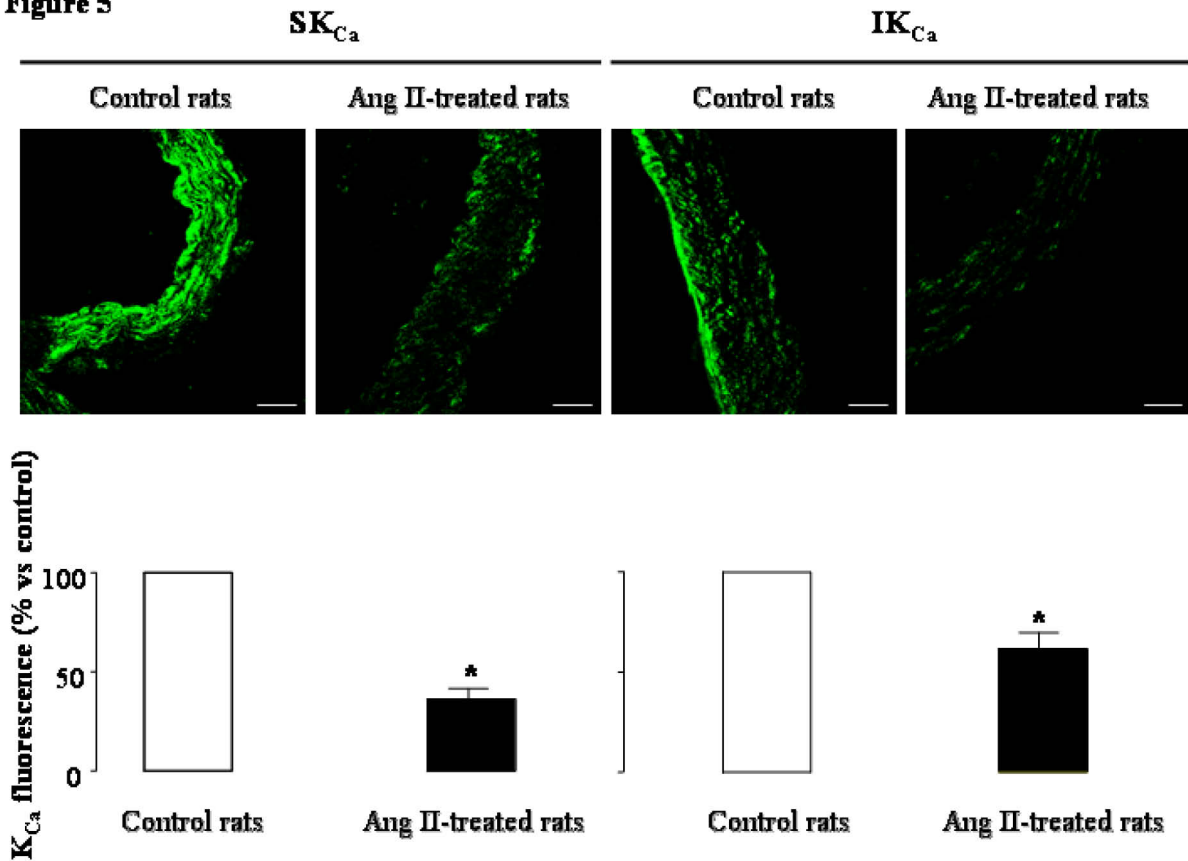 Figure 5
SKCa IKCa
Control rats Ang II-treated rats Control rats Ang II-treated rats
KCa fluorescence (% vs control)
100
50
0
*
*
Control rats Ang II-treated rats Control rats Ang II-treated rats